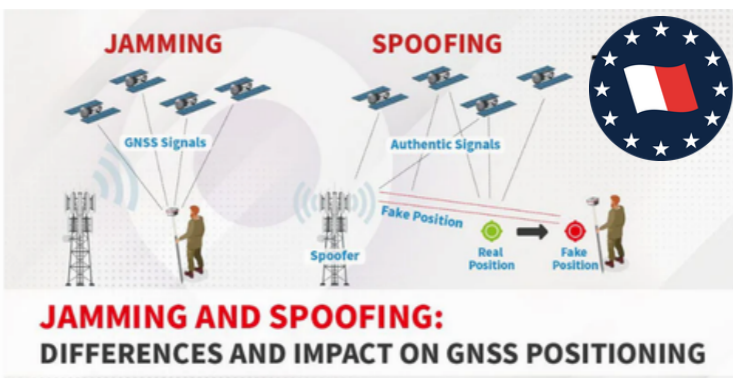 JAMMING
SPOOFING
GNSS Signals
Authentic Signals
Fake Position
Spoofer
Real
Position
Fake
Position
JAMMING AND SPOOFING:
DIFFERENCES AND IMPACT ON GNSS POSITIONING